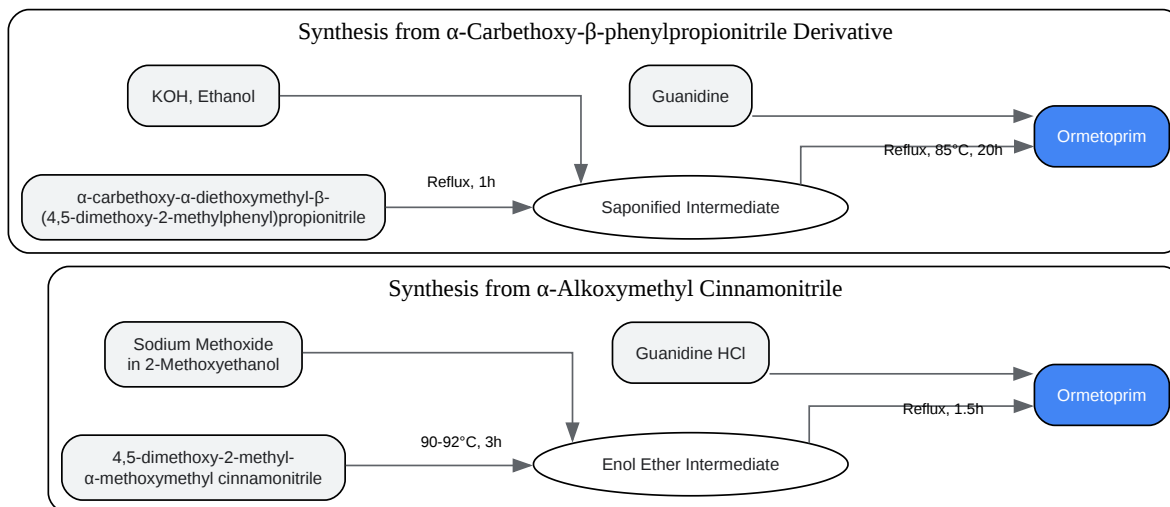 Synthesis from α-Carbethoxy-β-phenylpropionitrile Derivative
KOH, Ethanol
Guanidine
Ormetoprim
Reflux, 85°C, 20h
Reflux, 1h
α-carbethoxy-α-diethoxymethyl-β-
(4,5-dimethoxy-2-methylphenyl)propionitrile
Saponified Intermediate
Synthesis from α-Alkoxymethyl Cinnamonitrile
Sodium Methoxide
in 2-Methoxyethanol
Guanidine HCl
Ormetoprim
Reflux, 1.5h
90-92°C, 3h
4,5-dimethoxy-2-methyl-
α-methoxymethyl cinnamonitrile
Enol Ether Intermediate